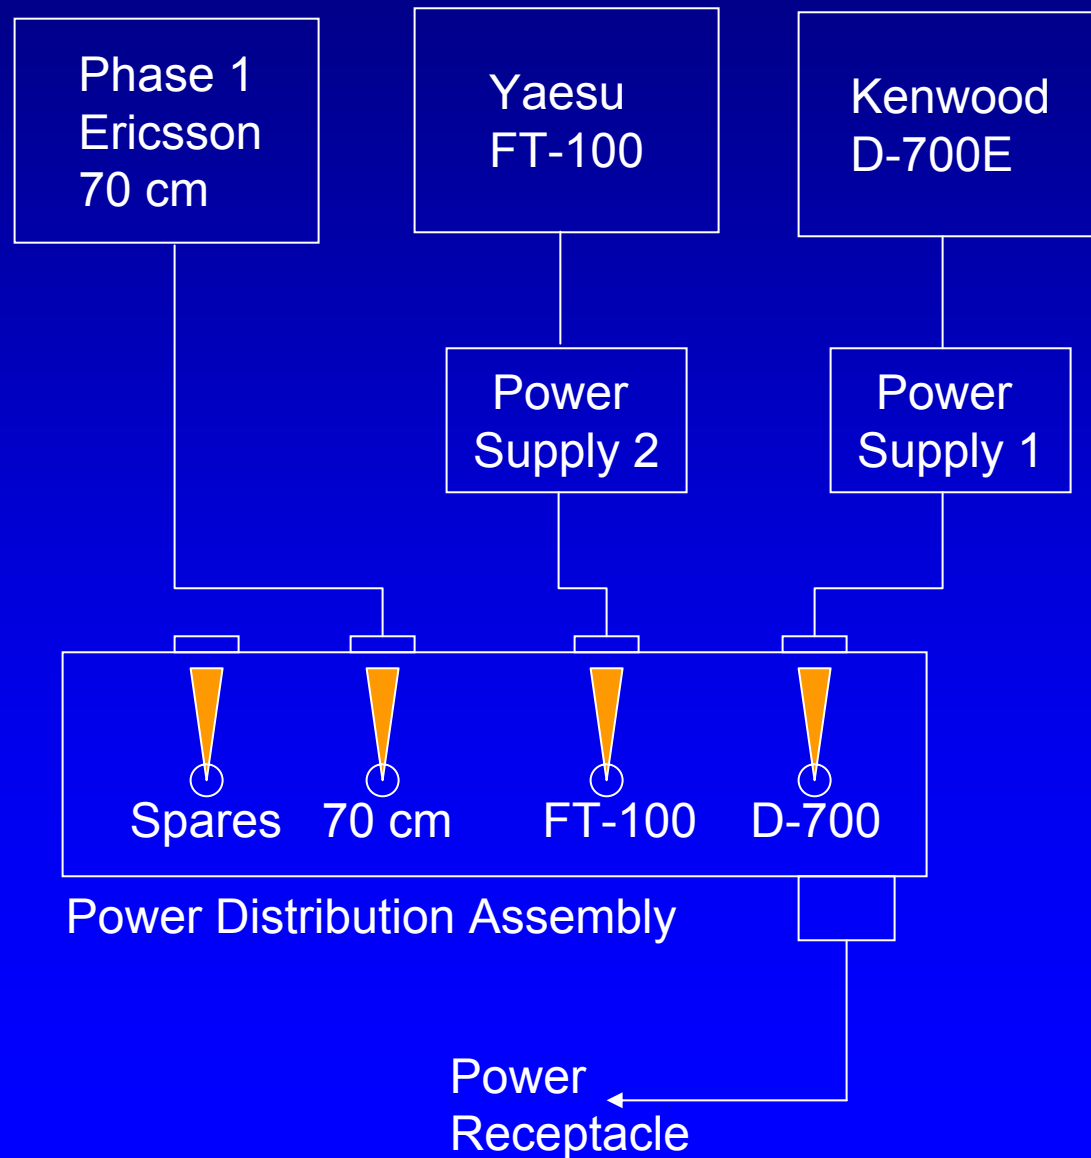 Phase 1
Ericsson
70 cm
Yaesu
FT-100
Kenwood
D-700E
Power
Supply 2
Power
Supply 1
Spares
70 cm
FT-100
D-700
Power Distribution Assembly
Power
Receptacle